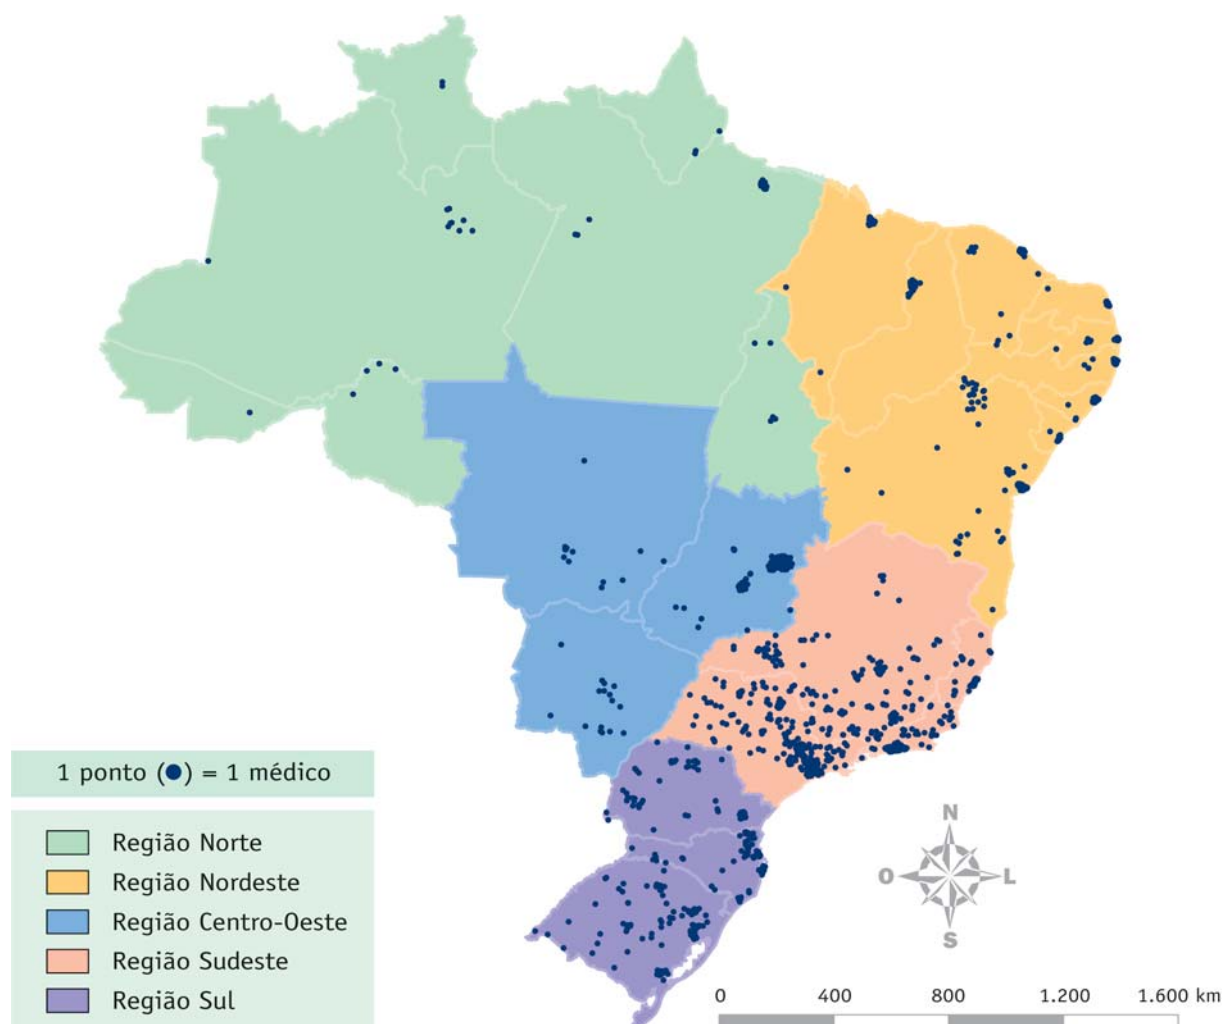 1 ponto (●) = 1 médico
Região Norte
Região Nordeste
Região Centro-Oeste
Região Sudeste
Região Sul
N
O L
S
0 400 800 1.200 1.600 km